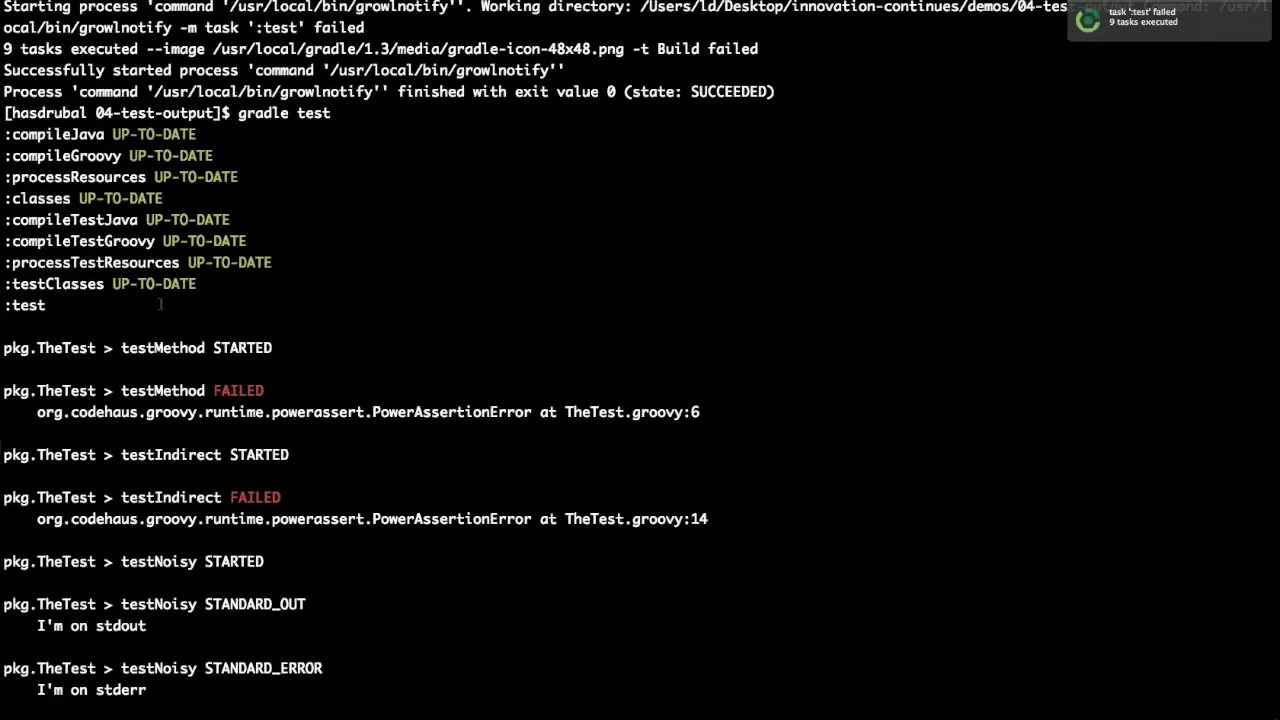 Starting process 'command '/usr/local/bin/growlnotify''. Working directory: /Users/ld/Desktop/innovation-continues/demos/04-test-output Command: /usr/l
ocal/bin/growlnotify -m task ':test' failed
9 tasks executed --image /usr/local/gradle/1.3/media/gradle-icon-48x48.png -t Build failed
Successfully started process 'command '/usr/local/bin/growlnotify''
Process 'command '/usr/local/bin/growlnotify'' finished with exit value 0 (state: SUCCEEDED)
task ':test' failed
9 tasks executed
[hasdrubal 04-test-output]$ gradle test
:compileJava UP-TO-DATE
:compileGroovy UP-TO-DATE
:processResources UP-TO-DATE
:classes UP-TO-DATE
:compileTestJava UP-TO-DATE
:compileTestGroovy UP-TO-DATE
:processTestResources UP-TO-DATE
:testClasses UP-TO-DATE
:test
pkg.TheTest > testMethod STARTED
pkg.TheTest > testMethod FAILED
org.codehaus.groovy.runtime.powerassert.PowerAssertionError at TheTest.groovy:6
pkg.TheTest > testIndirect STARTED
pkg.TheTest > testIndirect FAILED
org.codehaus.groovy.runtime.powerassert.PowerAssertionError at TheTest.groovy:14
pkg.TheTest > testNoisy STARTED
pkg.TheTest > testNoisy STANDARD_OUT
I'm on stdout
pkg.TheTest > testNoisy STANDARD_ERROR
I'm on stderr